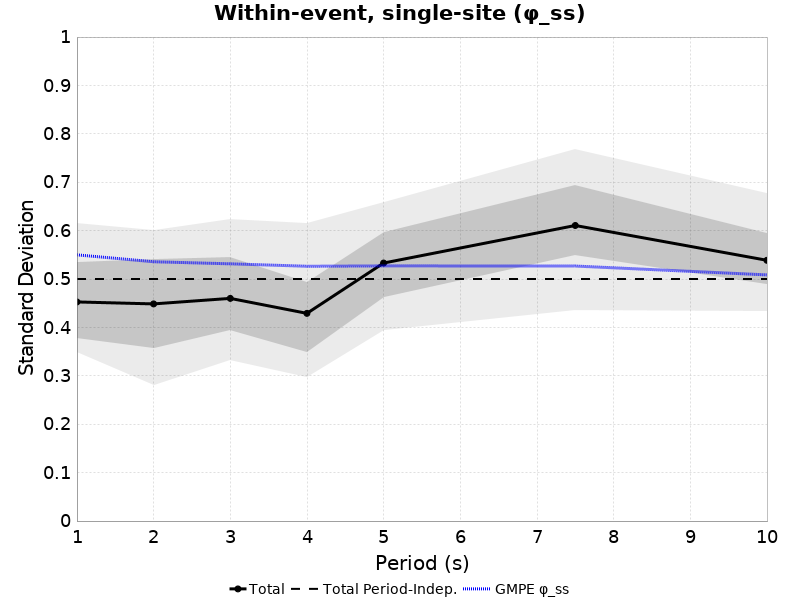 Within-event, single-site (φ_ss)
Standard Deviation
1
0.9
0.8
0.7
0.6
0.5
0.4
0.3
0.2
0.1
0
1 2 3 4 5 6 7 8 9 10
Period (s)
Total Total Period-Indep. GMPE φ_ss